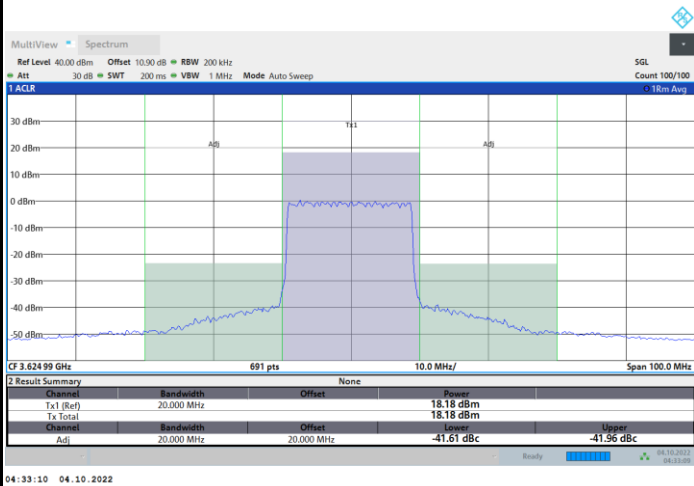 MultiView Spectrum
Ref Level 40.00 dBm Offset 10.90 dB RBW 200 kHz SGL
Att 30 dB SWT 200 ms VBW 1 MHz Mode Auto Sweep Count 100/100
1 ACLR 1Rm Avg
Tx1
30 dBm
Adj Adj
20 dBm
10 dBm
0 dBm
-10 dBm
-20 dBm
-30 dBm
-40 dBm
-50 dBm
CF 3.624 99 GHz 691 pts 10.0 MHz/ Span 100.0 MHz
2 Result Summary None
Channel Bandwidth Offset Power
Tx1 (Ref) 20.000 MHz 18.18 dBm
Tx Total 18.18 dBm
Channel Bandwidth Offset Lower Upper
Adj 20.000 MHz 20.000 MHz -41.61 dBc -41.96 dBc
Ready 04.10.2022
04:33:09
04:33:10 04.10.2022